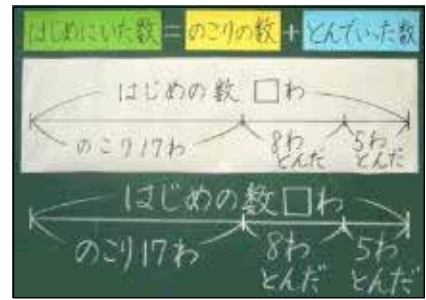 はじめにいた数＝のこりの数＋とんでいった数
はじめの数□わ
のこり17わ 8わ 5わ
とんだ とんだ
はじめの数□わ
のこり17わ 8わ 5わ
とんだ とんだ